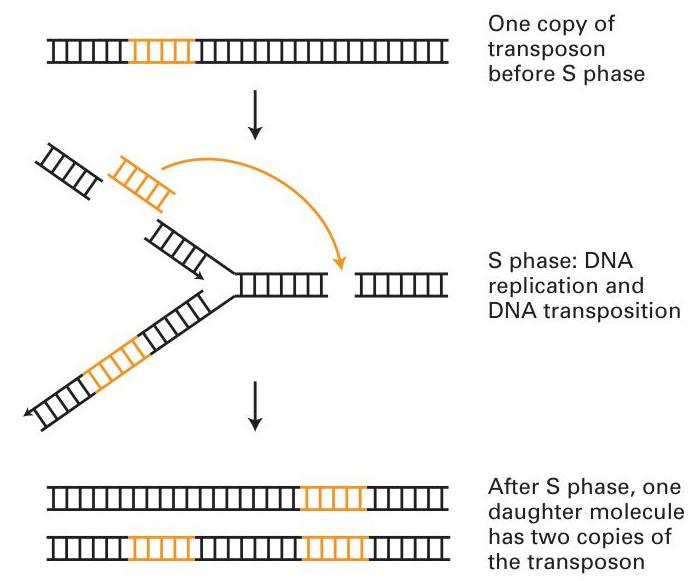 One copy of
transposon
before S phase
S phase: DNA
replication and
DNA transposition
After S phase, one
daughter molecule
has two copies of
the transposon